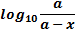 log₁₀ a/(a − x)